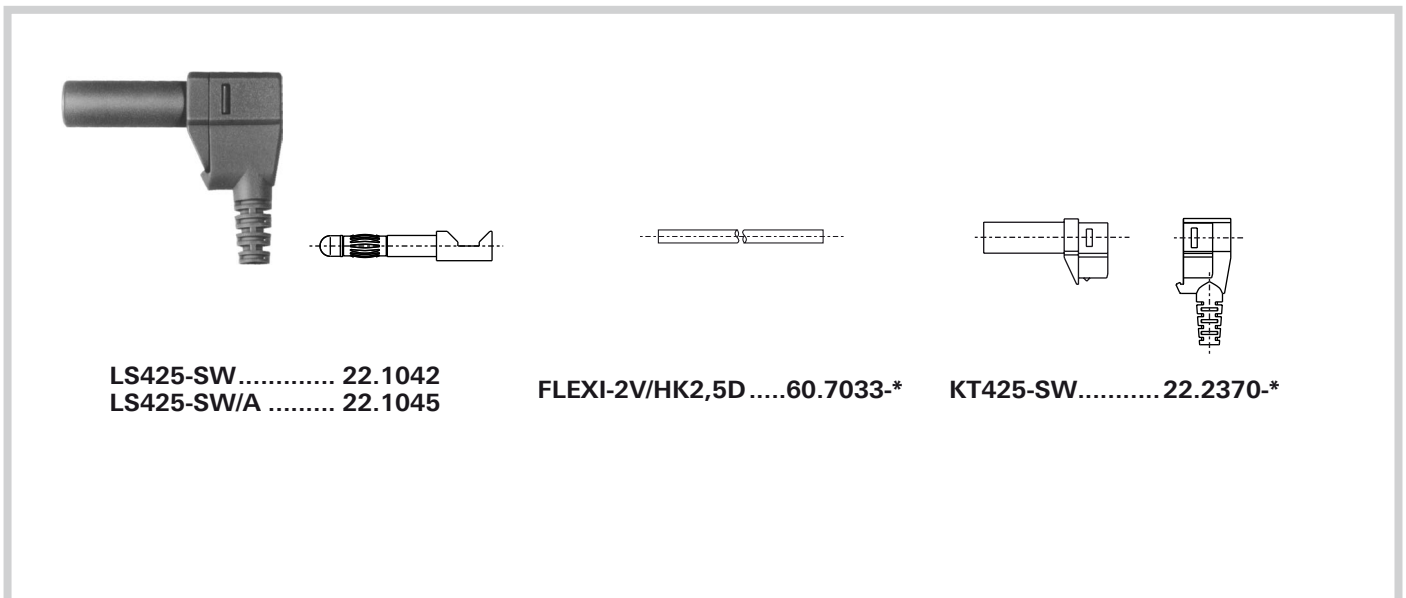 LS425-SW............. 22.1042
LS425-SW/A ......... 22.1045
FLEXI-2V/HK2,5D.....60.7033-*
KT425-SW...........22.2370-*